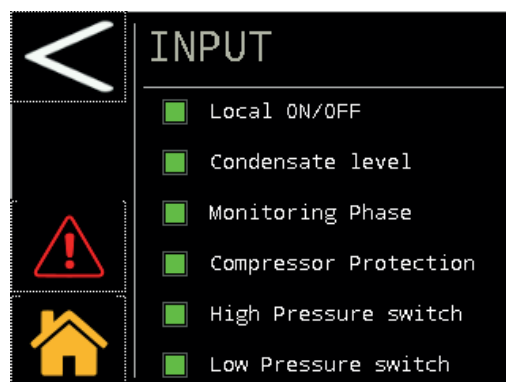 INPUT
Local ON/OFF
Condensate level
Monitoring Phase
Compressor Protection
High Pressure switch
Low Pressure switch